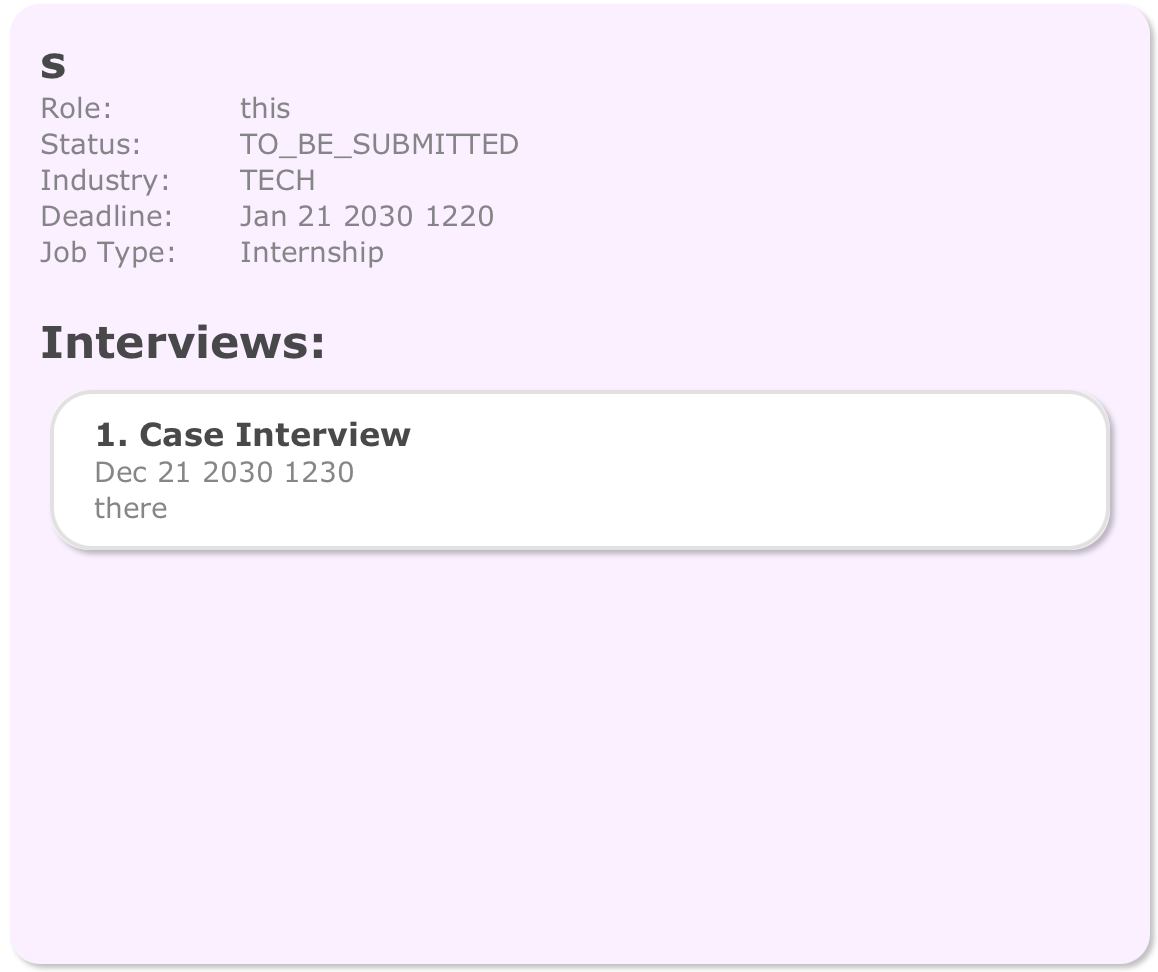 s
Role: this
Status: TO_BE_SUBMITTED
Industry: TECH
Deadline: Jan 21 2030 1220
Job Type: Internship
Interviews:
1. Case Interview
Dec 21 2030 1230
there